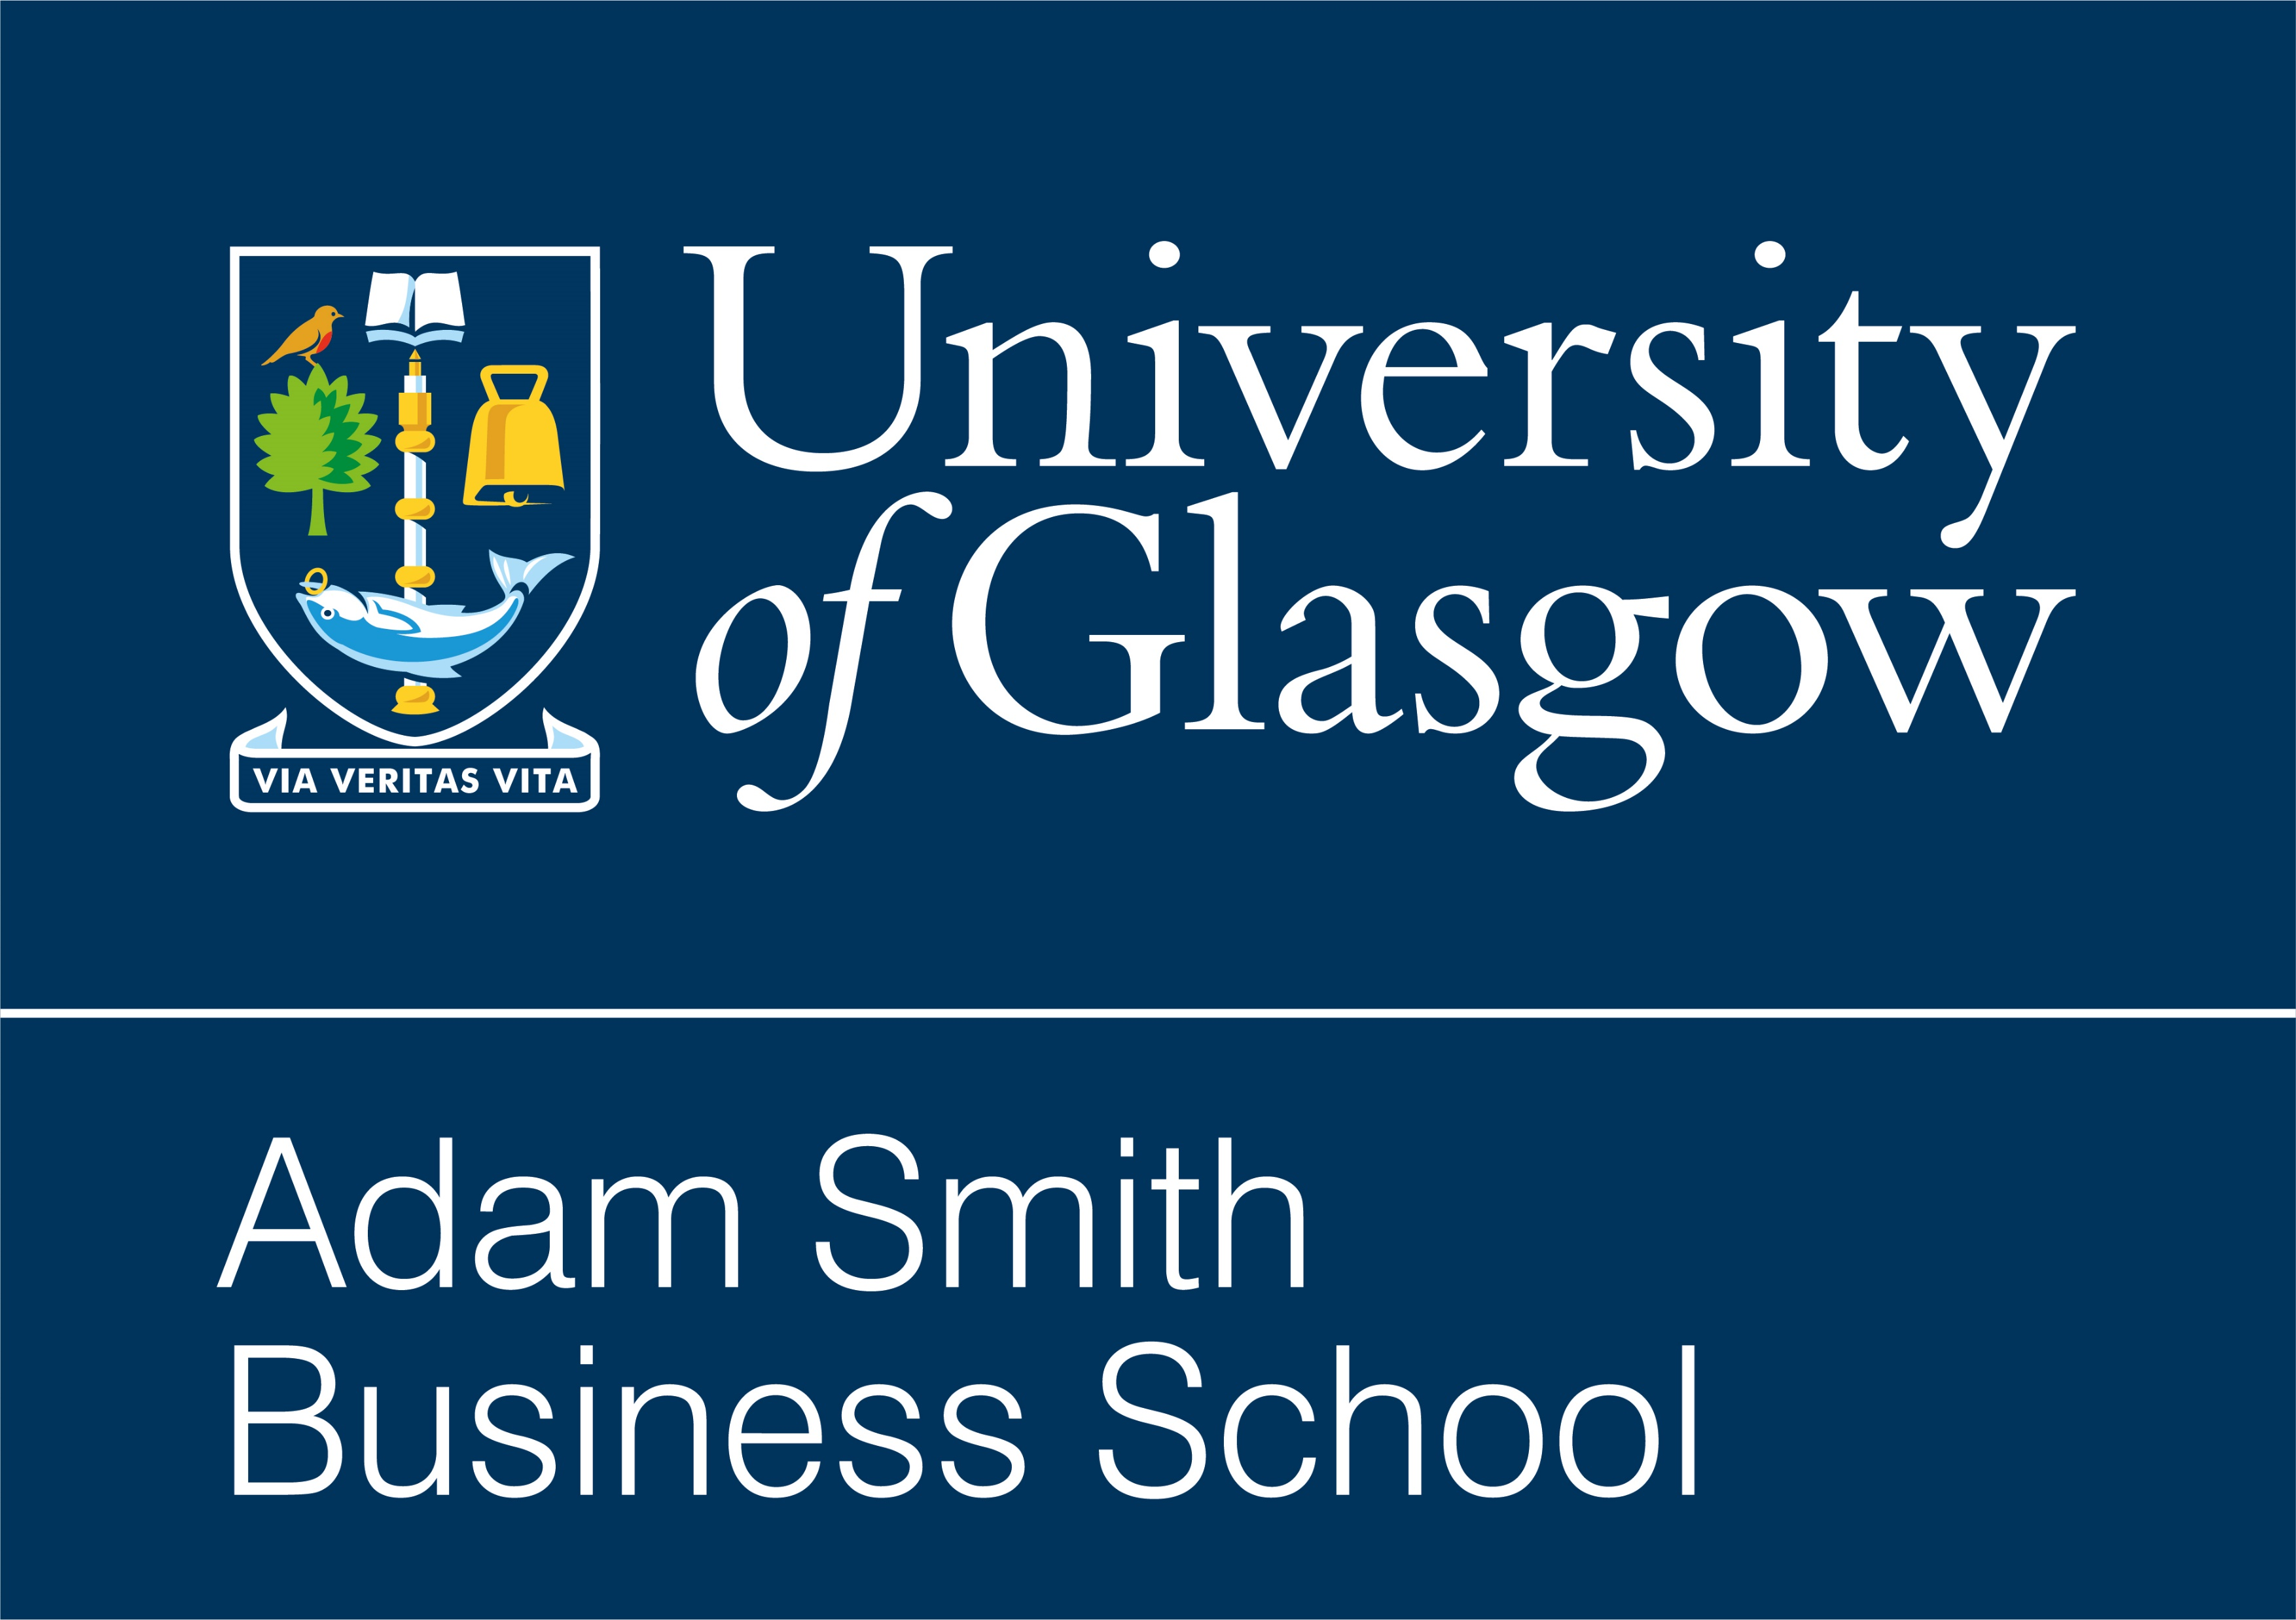 University
of Glasgow
VIA VERITAS VITA
Adam Smith
Business School